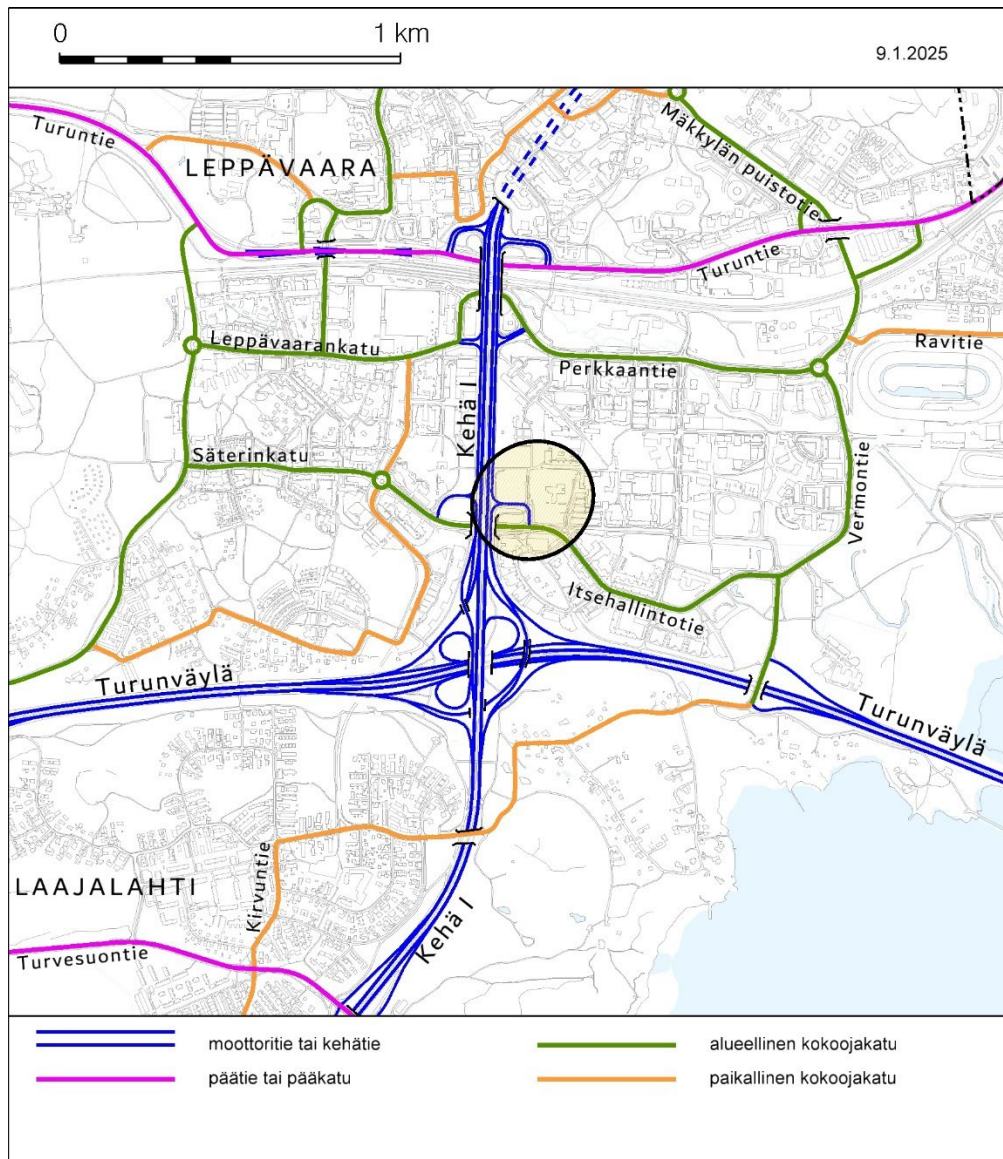 0
1 km
9.1.2025
Turuntie
LEPPÄVAARA
Mäkkylän puistotie
Turuntie
Leppävaarankatu
Perkkaantie
Ravitie
Kehä I
Säterinkatu
Vermontie
Itsehallintotie
Turunväylä
Turunväylä
Kirvuntie
LAAJALAHTI
Kehä I
Turvesuontie
moottoritie tai kehätie
alueellinen kokoojakatu
päätie tai pääkatu
paikallinen kokoojakatu